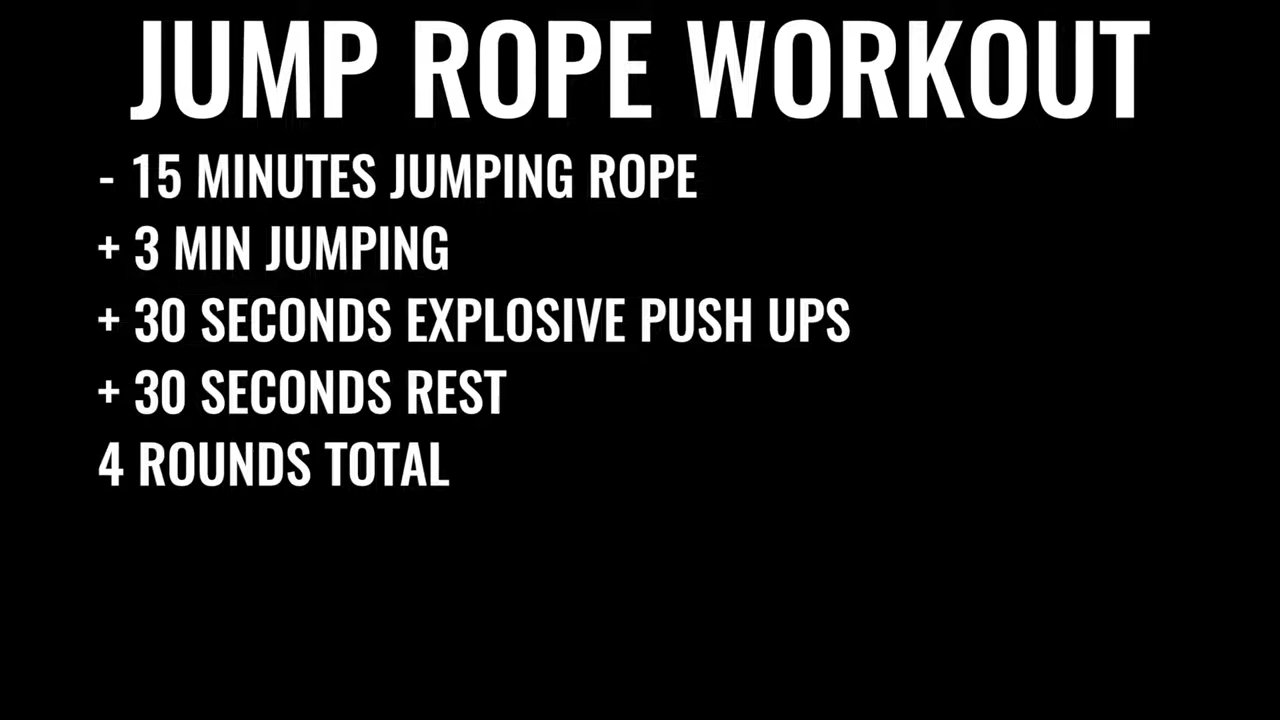 JUMP ROPE WORKOUT
- 15 MINUTES JUMPING ROPE
+ 3 MIN JUMPING
+ 30 SECONDS EXPLOSIVE PUSH UPS
+ 30 SECONDS REST
4 ROUNDS TOTAL